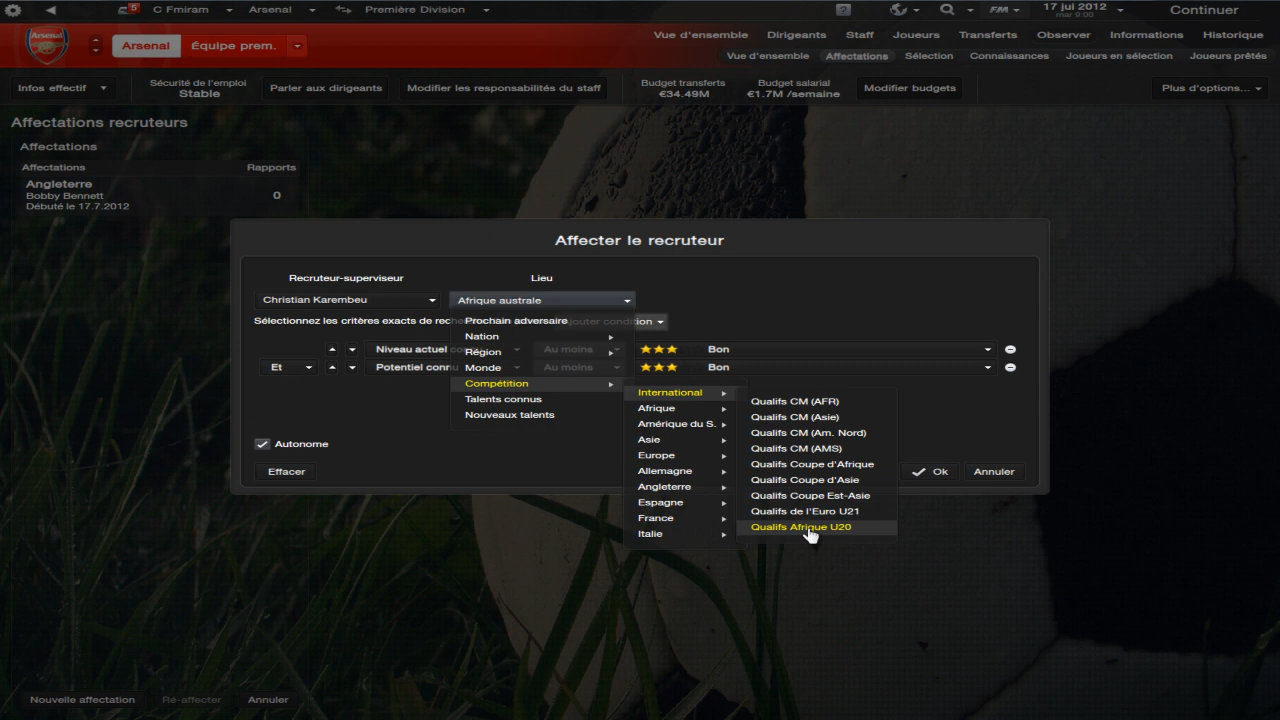 5 C Fmiram Arsenal Première Division ? FM 17 jui 2012 Continuer
mar 9:00
Arsenal
Arsenal Équipe prem. Vue d'ensemble Dirigeants Staff Joueurs Transferts Observer Informations Historique
Vue d'ensemble Affectations Sélection Connaissances Joueurs en sélection Joueurs prêtés
Infos effectif Sécurité de l'emploi Parler aux dirigeants Modifier les responsabilités du staff Budget transferts Budget salarial Modifier budgets Plus d'options...
Stable €34.49M €1.7M /semaine
Affectations recruteurs
Affectations
Affectations Rapports
Angleterre
Bobby Bennett 0
Débuté le 17.7.2012
Affecter le recruteur
Recruteur-superviseur Lieu
Christian Karembeu Afrique australe
Sélectionnez les critères exacts de rech Prochain adversaire jouter condition
Nation
Niveau actuel co Région Au moins Bon
Et Potentiel connu Monde Au moins Bon
Compétition
Talents connus
Nouveaux talents
International
Afrique
Amérique du S.
Asie
Europe
Allemagne
Angleterre
Espagne
France
Italie
Qualifs CM (AFR)
Qualifs CM (Asie)
Qualifs CM (Am. Nord)
Qualifs CM (AMS)
Qualifs Coupe d'Afrique
Qualifs Coupe d'Asie
Qualifs Coupe Est-Asie
Qualifs de l'Euro U21
Qualifs Afrique U20
Autonome
Effacer Ok Annuler
Nouvelle affectation Ré-affecter Annuler